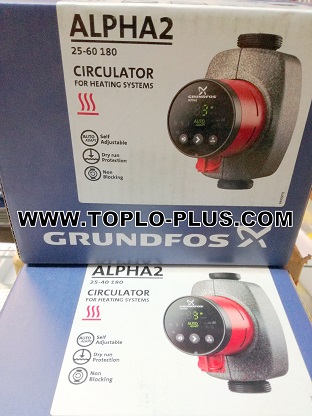 ALPHA2
25-60 180
CIRCULATOR
FOR HEATING SYSTEMS
AUTO
ADAPT
Self
Adjustable
Dry run
Protection
Non
Blocking
GRUNDFOS
AUTO
WWW.TOPLO-PLUS.COM
GRUNDFOS
ALPHA2
25-40 180
CIRCULATOR
FOR HEATING SYSTEMS
AUTO
ADAPT
Self
Adjustable
Dry run
Protection
Non
Blocking